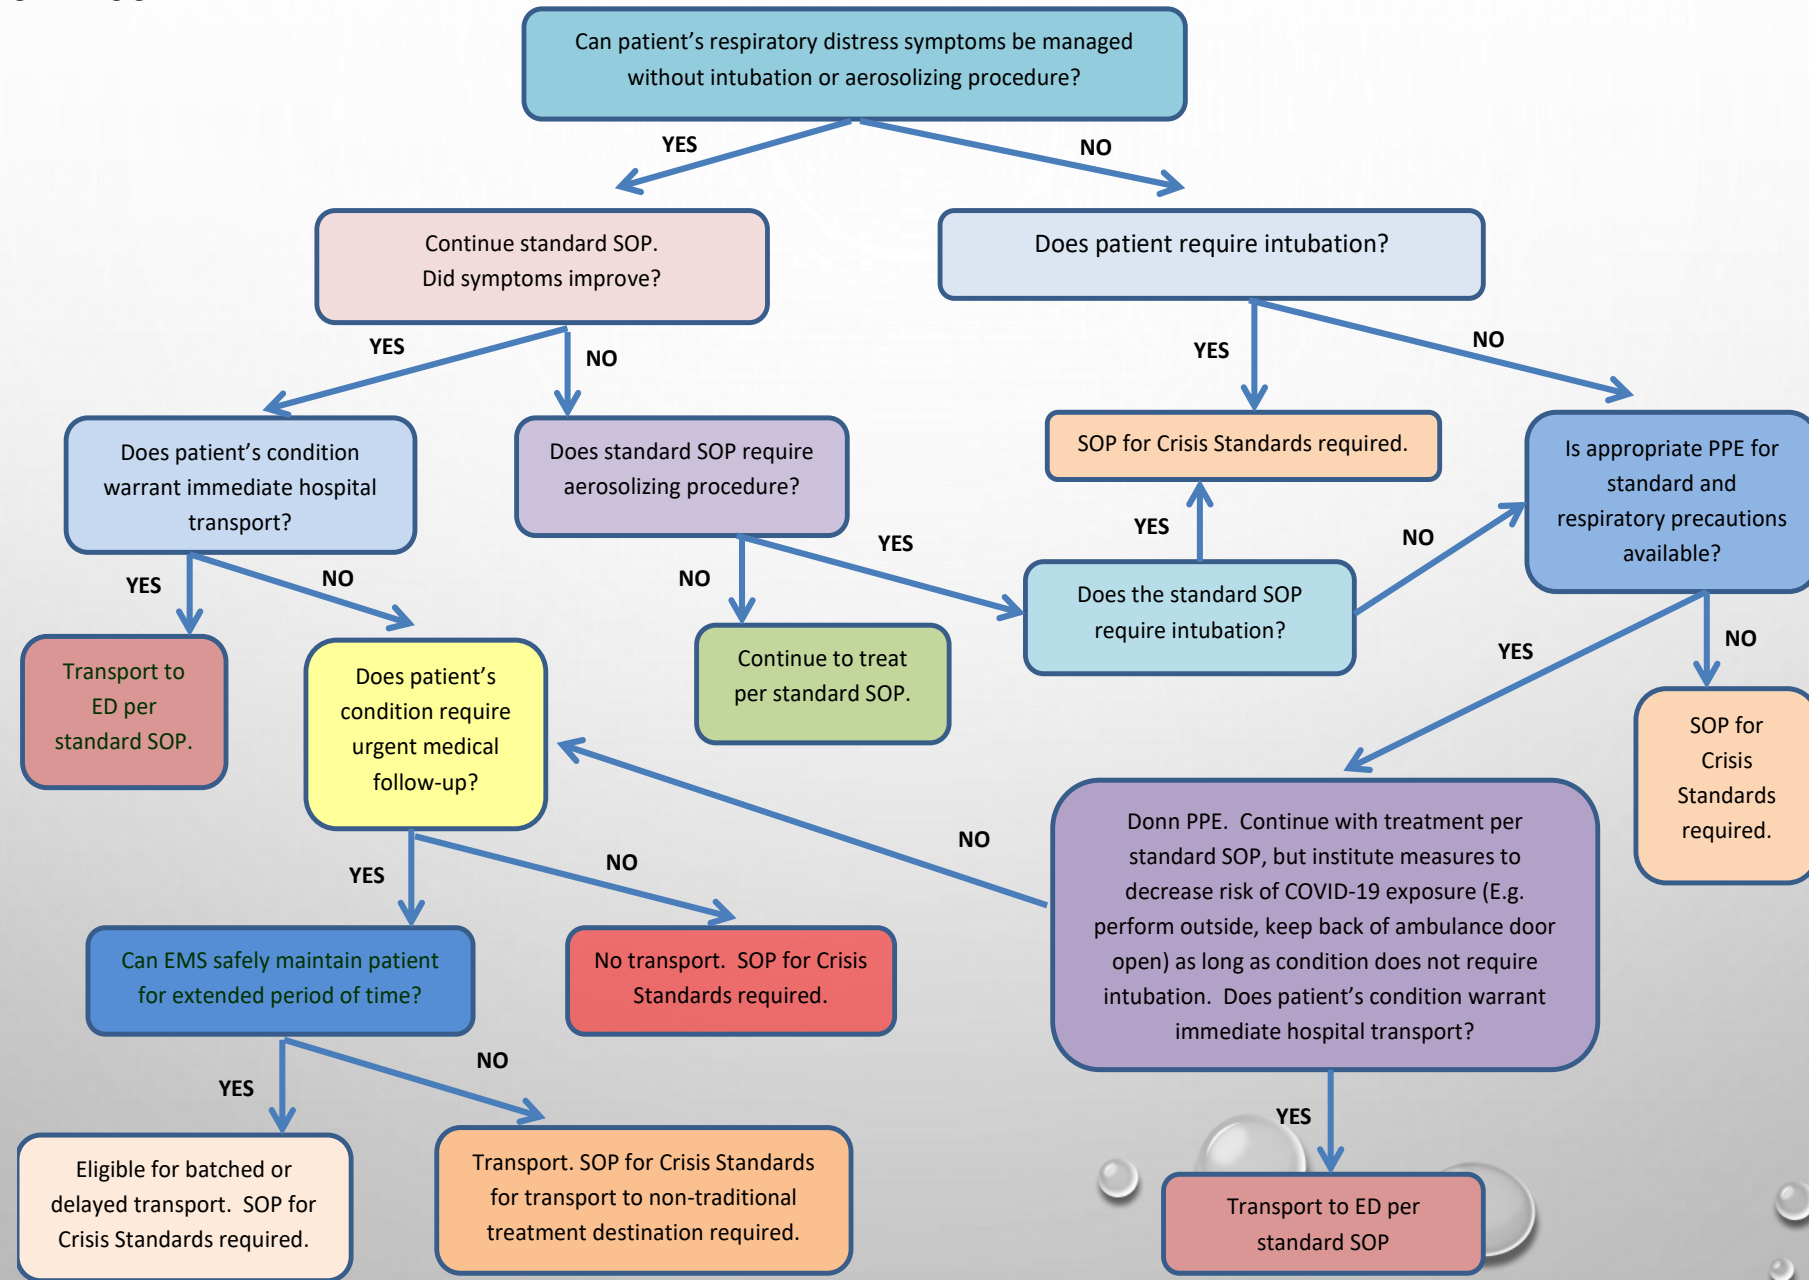 Can patient’s respiratory distress symptoms be managed
without intubation or aerosolizing procedure?
YES
NO
Continue standard SOP.
Did symptoms improve?
Does patient require intubation?
YES
NO
YES
NO
Does patient’s condition
warrant immediate hospital
transport?
Does standard SOP require
aerosolizing procedure?
SOP for Crisis Standards required.
Is appropriate PPE for
standard and
respiratory precautions
available?
YES
NO
NO
YES
YES
NO
Does the standard SOP
require intubation?
Transport to
ED per
standard SOP.
Does patient’s
condition require
urgent medical
follow-up?
Continue to treat
per standard SOP.
YES
NO
SOP for
Crisis
Standards
required.
Donn PPE.  Continue with treatment per
standard SOP, but institute measures to
decrease risk of COVID-19 exposure (E.g.
perform outside, keep back of ambulance door
open) as long as condition does not require
intubation.  Does patient’s condition warrant
immediate hospital transport?
NO
YES
NO
Can EMS safely maintain patient
for extended period of time?
No transport.  SOP for Crisis
Standards required.
YES
NO
YES
Eligible for batched or
delayed transport.  SOP for
Crisis Standards required.
Transport. SOP for Crisis Standards
for transport to non-traditional
treatment destination required.
Transport to ED per
standard SOP